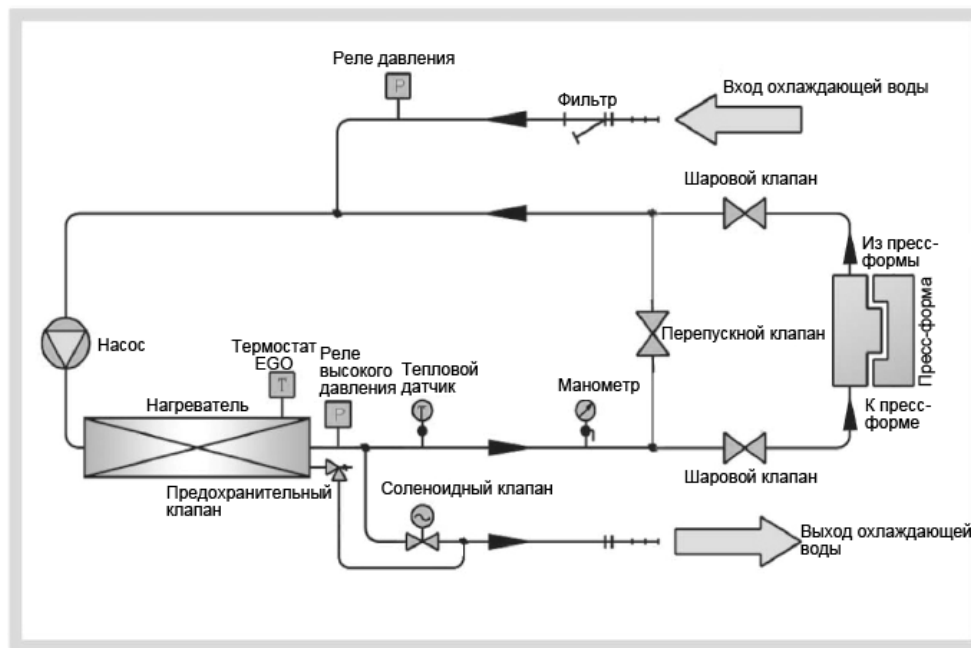 Реле давления
P
Фильтр
Вход охлаждающей воды
Шаровой клапан
Из пресс-
формы
Пресс-форма
Насос
Перепускной клапан
Термостат
EGO
T
Реле
высокого
давления
P
Тепловой
датчик
T
Манометр
К пресс-
форме
Нагреватель
Предохранительный
клапан
Соленоидный клапан
Шаровой клапан
Выход охлаждающей
воды